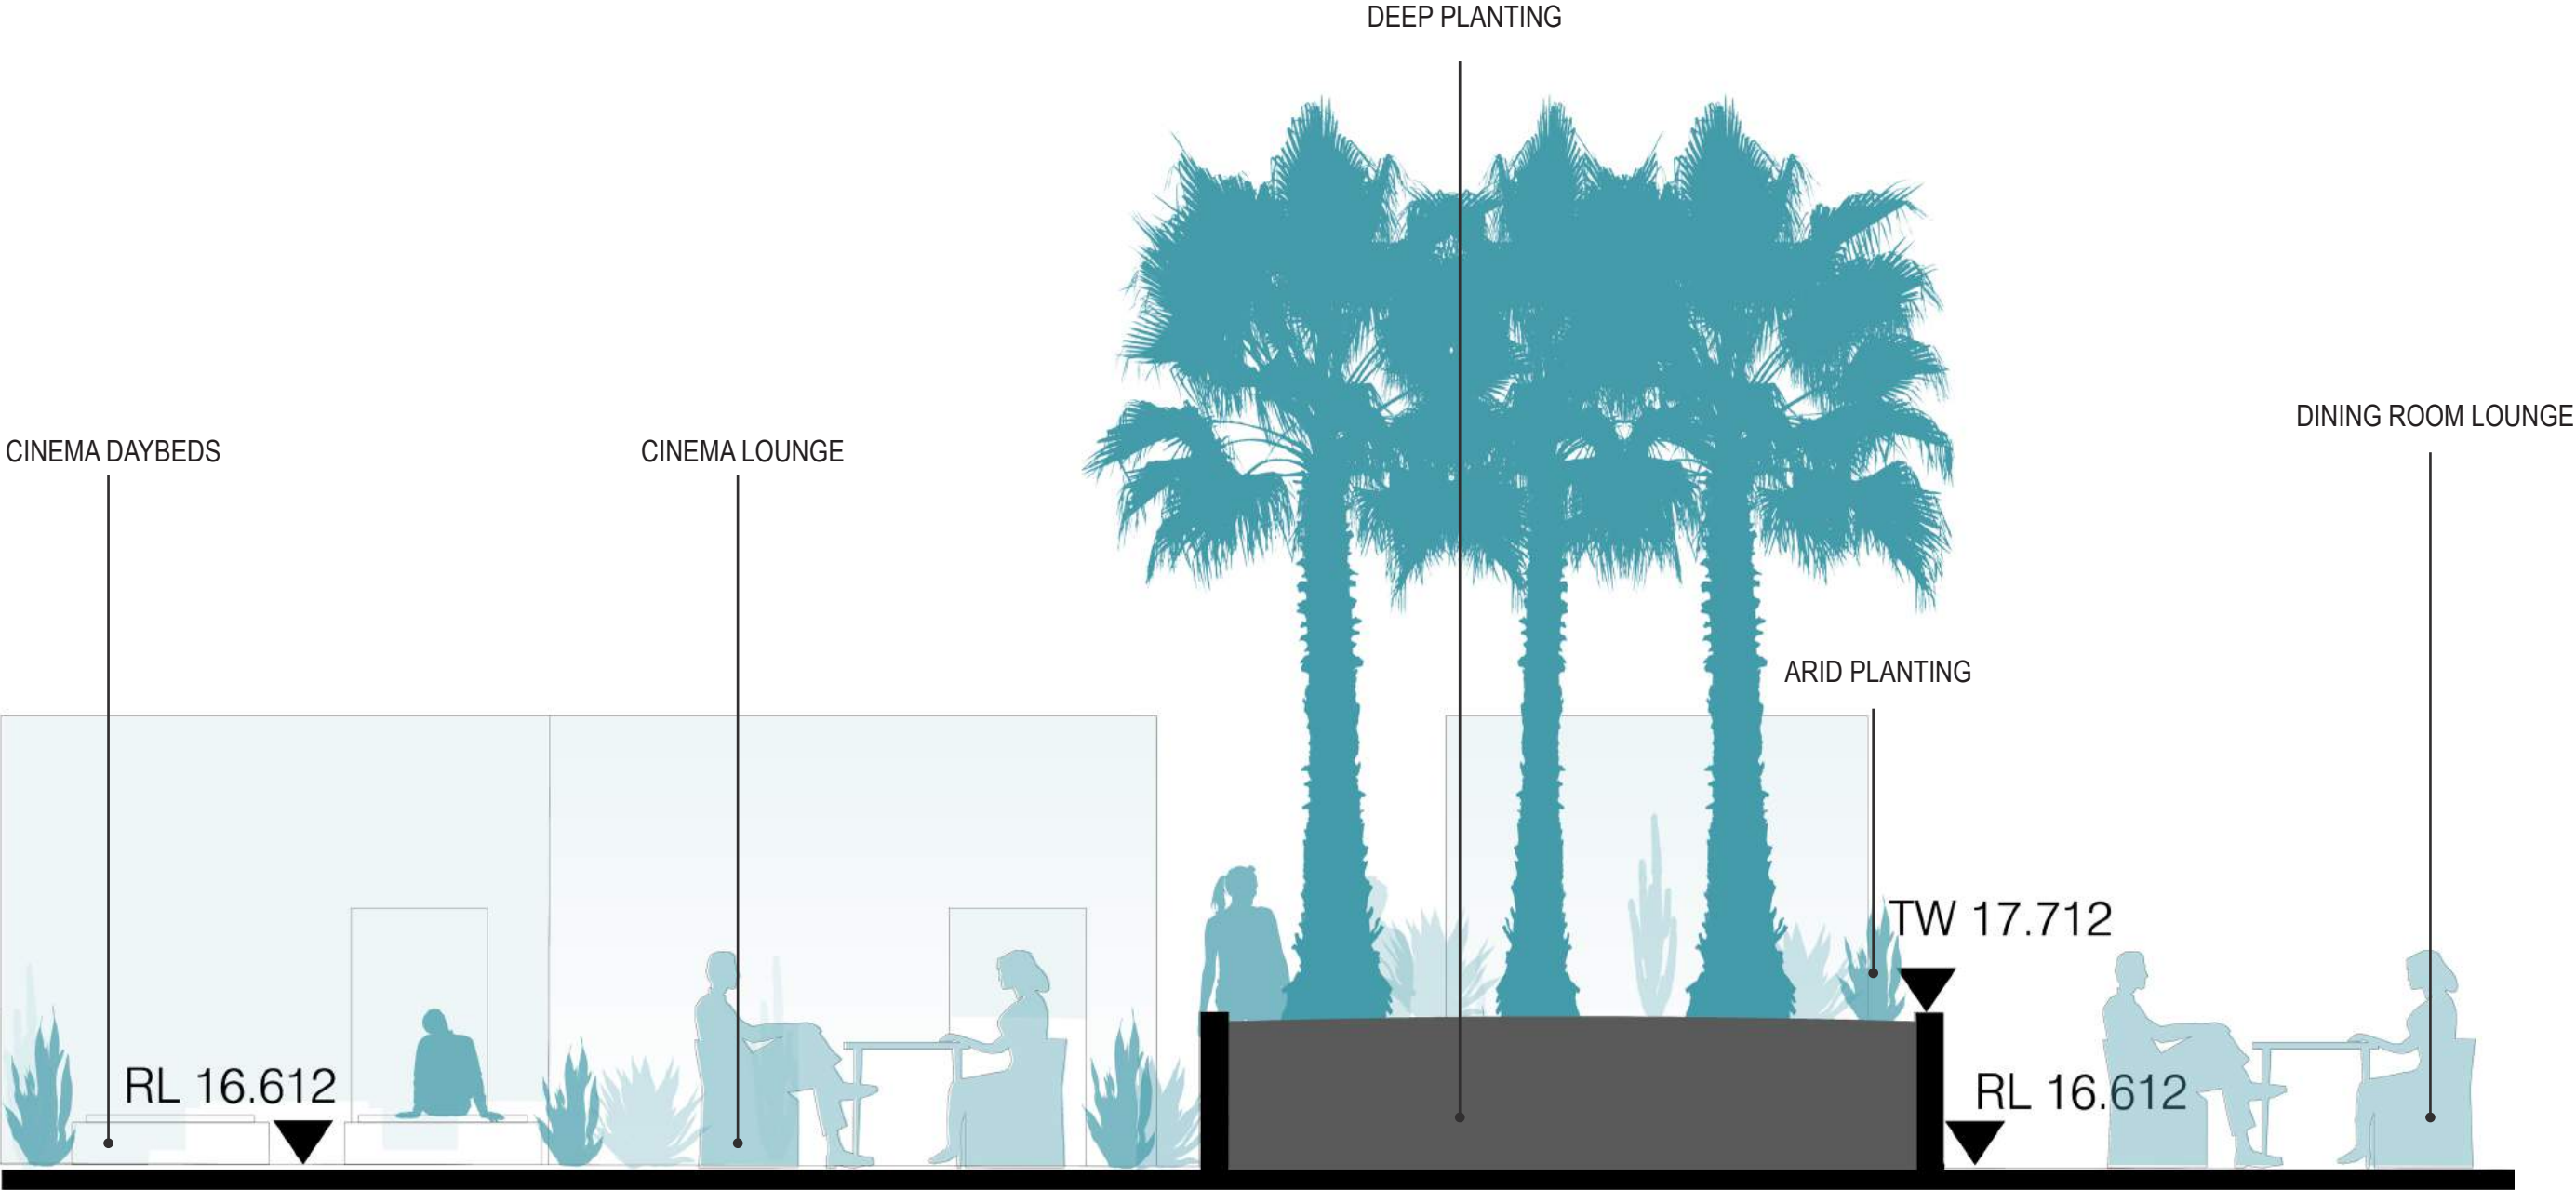 DEEP PLANTING
DINING ROOM LOUNGE
CINEMA DAYBEDS
CINEMA LOUNGE
ARID PLANTING
TW 17.712
RL 16.612
RL 16.612